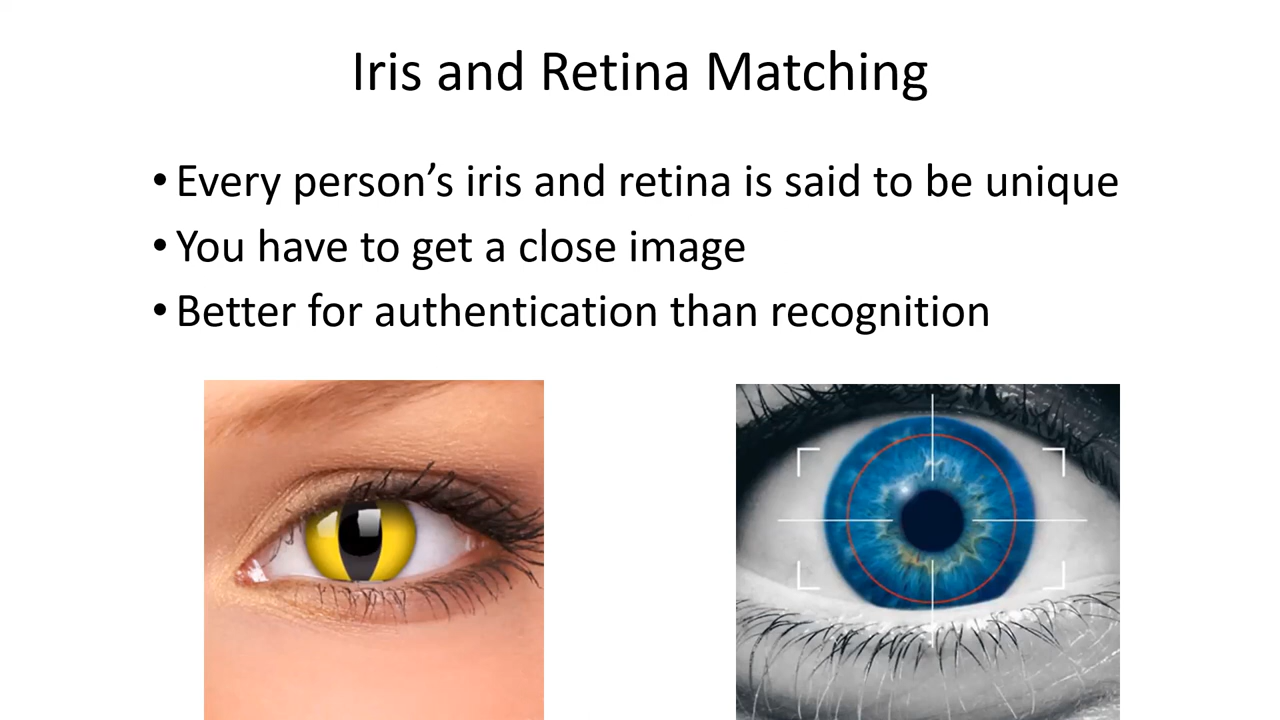 Iris and Retina Matching
• Every person’s iris and retina is said to be unique
• You have to get a close image
• Better for authentication than recognition